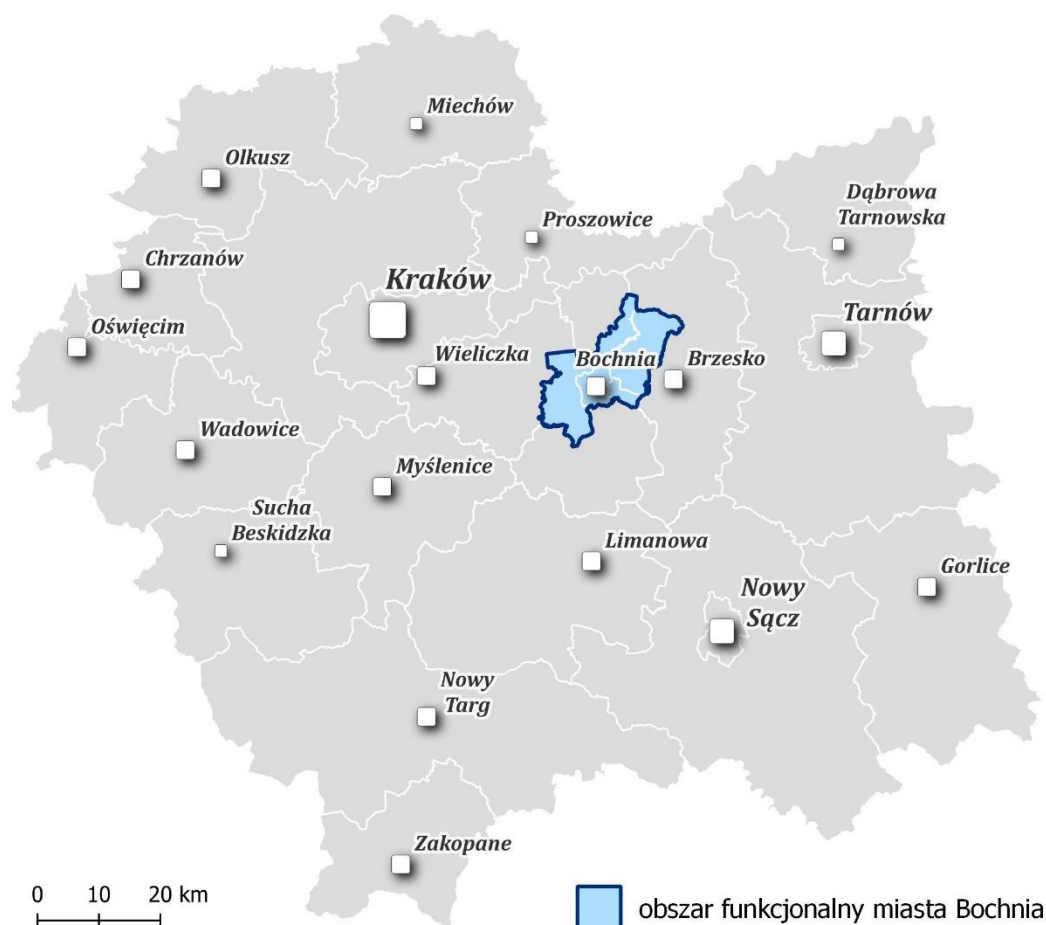 Miechów
Olkusz
Dąbrowa
Tarnowska
Proszowice
Chrzanów
Kraków
Tarnów
Oświęcim
Wieliczka
Bochnia
Brzesko
Wadowice
Myślenice
Sucha
Beskidzka
Limanowa
Gorlice
Nowy
Sącz
Nowy
Targ
Zakopane
0 10 20 km
obszar funkcjonalny miasta Bochnia